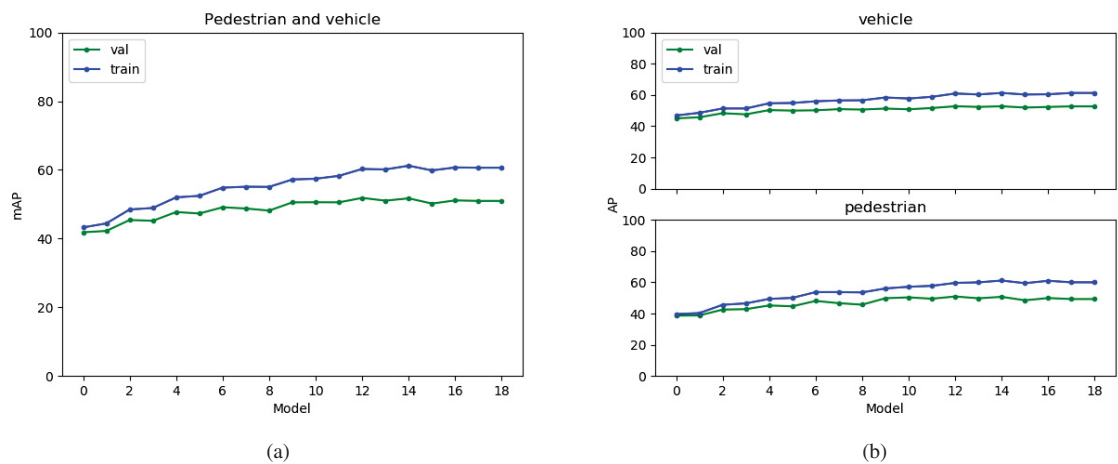 Pedestrian and vehicle
100
80
60
40
20
0
mAP
val
train
0 2 4 6 8 10 12 14 16 18
Model
(a)
vehicle
100
80
60
40
20
0
val
train
AP
pedestrian
100
80
60
40
20
0
0 2 4 6 8 10 12 14 16 18
Model
(b)